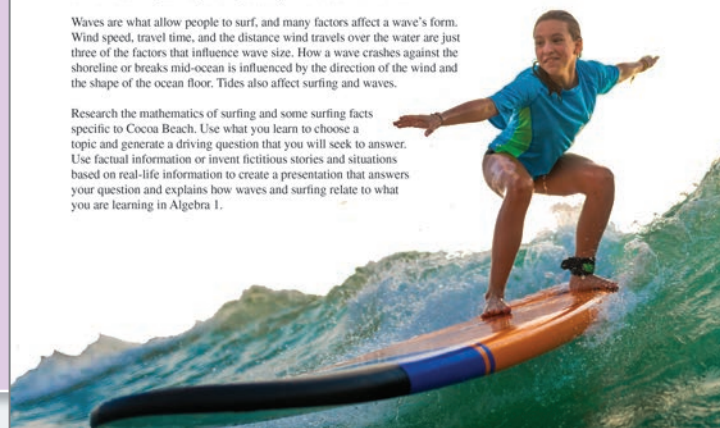 Waves are what allow people to surf, and many factors affect a wave's form.
Wind speed, travel time, and the distance wind travels over the water are just
three of the factors that influence wave size. How a wave crashes against the
shoreline or breaks mid-ocean is influenced by the direction of the wind and
the shape of the ocean floor. Tides also affect surfing and waves.
Research the mathematics of surfing and some surfing facts
specific to Cocoa Beach. Use what you learn to choose a
topic and generate a driving question that you will seek to answer.
Use factual information or invent fictitious stories and situations
based on real-life information to create a presentation that answers
your question and explains how waves and surfing relate to what
you are learning in Algebra 1.